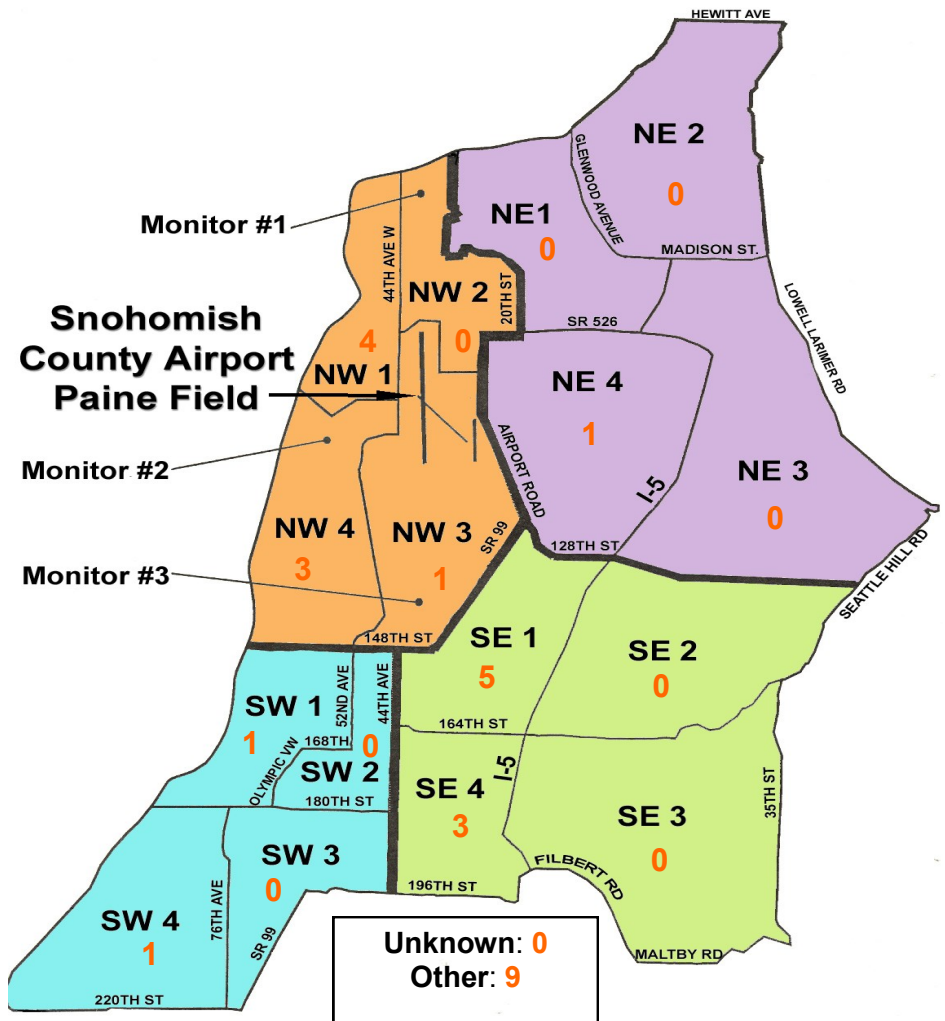 HEWITT AVE
NE 2
0
GLENWOOD AVENUE
MADISON ST.
NE1
0
Monitor #1
44TH AVE W
NW 2
0
20TH ST
LOWELL LARIMER RD
SR 526
Snohomish
County Airport
Paine Field
4
NW 1
NE 4
1
AIRPORT ROAD
I-5
NE 3
0
Monitor #2
NW 4
3
NW 3
1
SR 99
128TH ST
SEATTLE HILL RD
Monitor #3
148TH ST
SE 1
5
SE 2
0
SW 1
1
52ND AVE
44TH AVE
OLYMPIC VW
168TH
0
SW 2
180TH ST
164TH ST
I-5
SE 4
3
SE 3
0
35TH ST
SW 3
0
76TH AVE
SW 4
1
SR 99
220TH ST
196TH ST
FILBERT RD
MALTBY RD
Unknown: 0
Other: 9